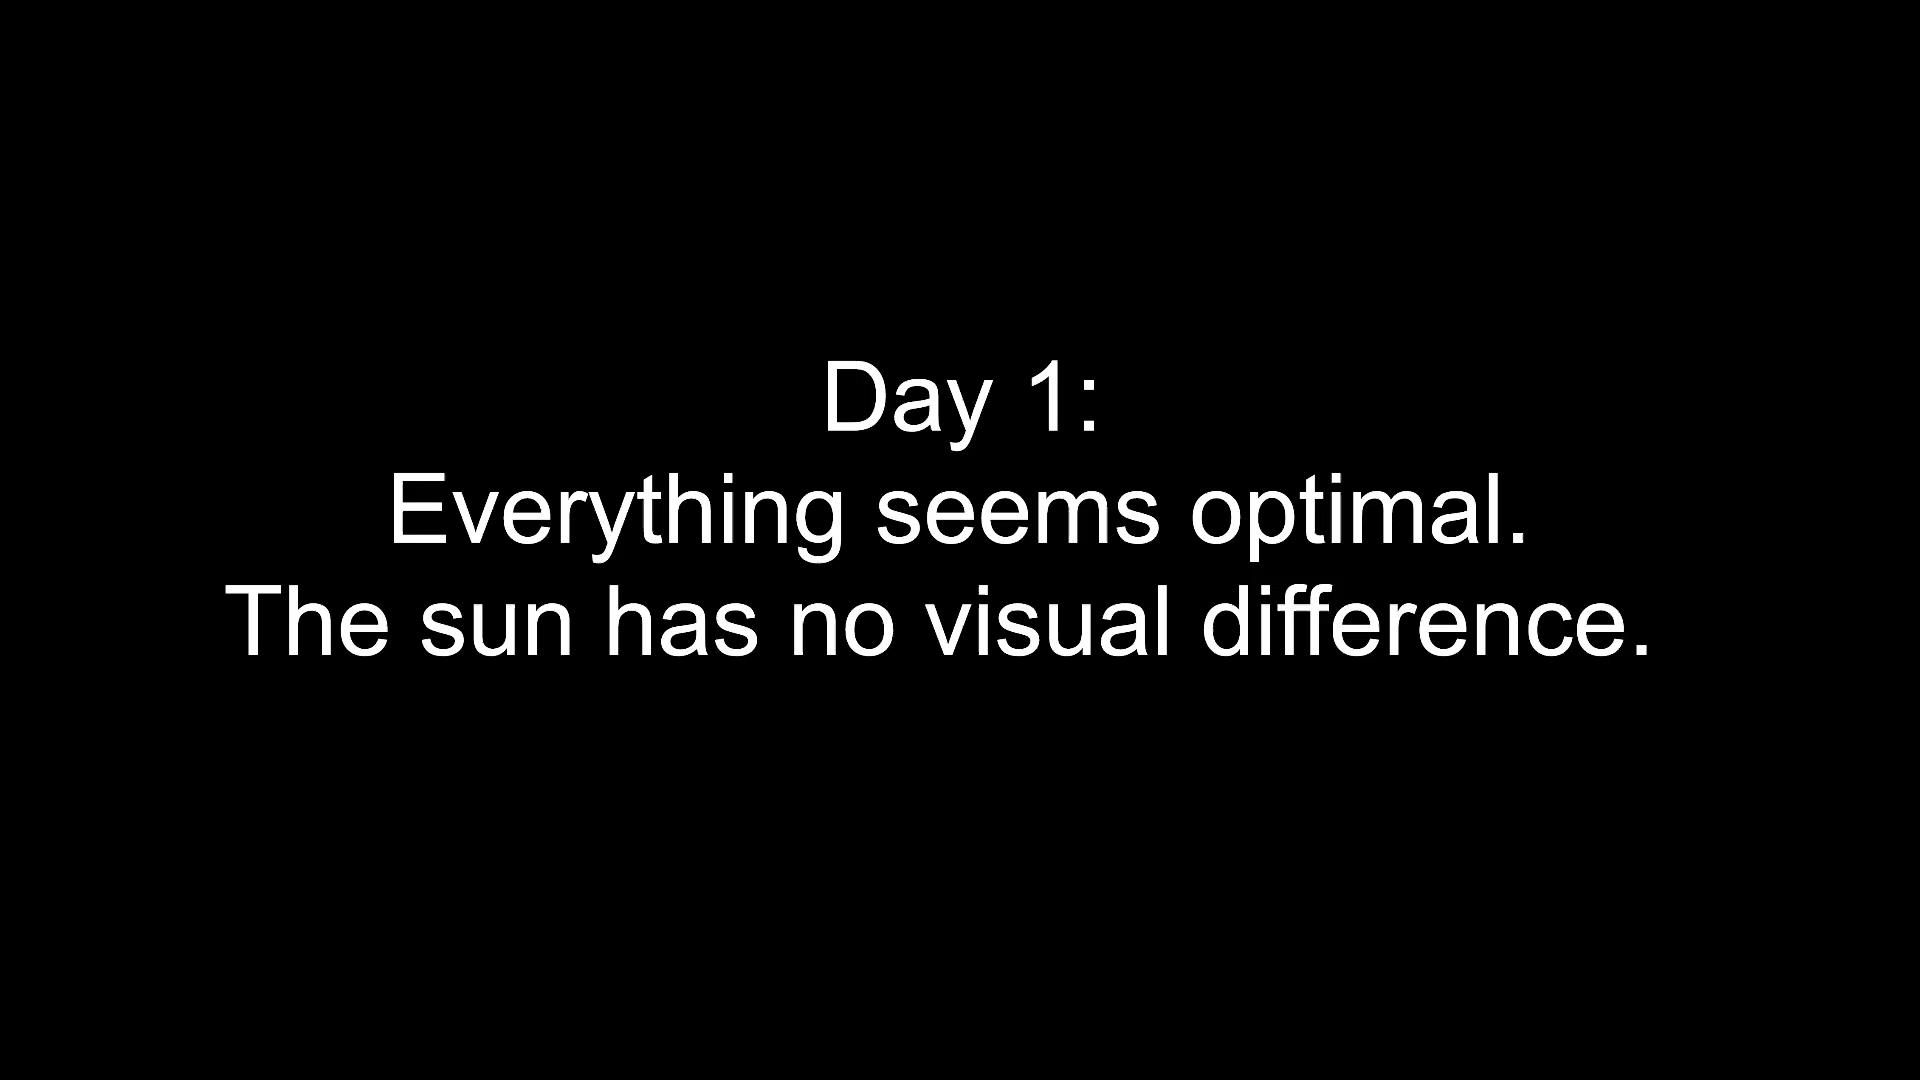 Day 1:
Everything seems optimal.
The sun has no visual difference.